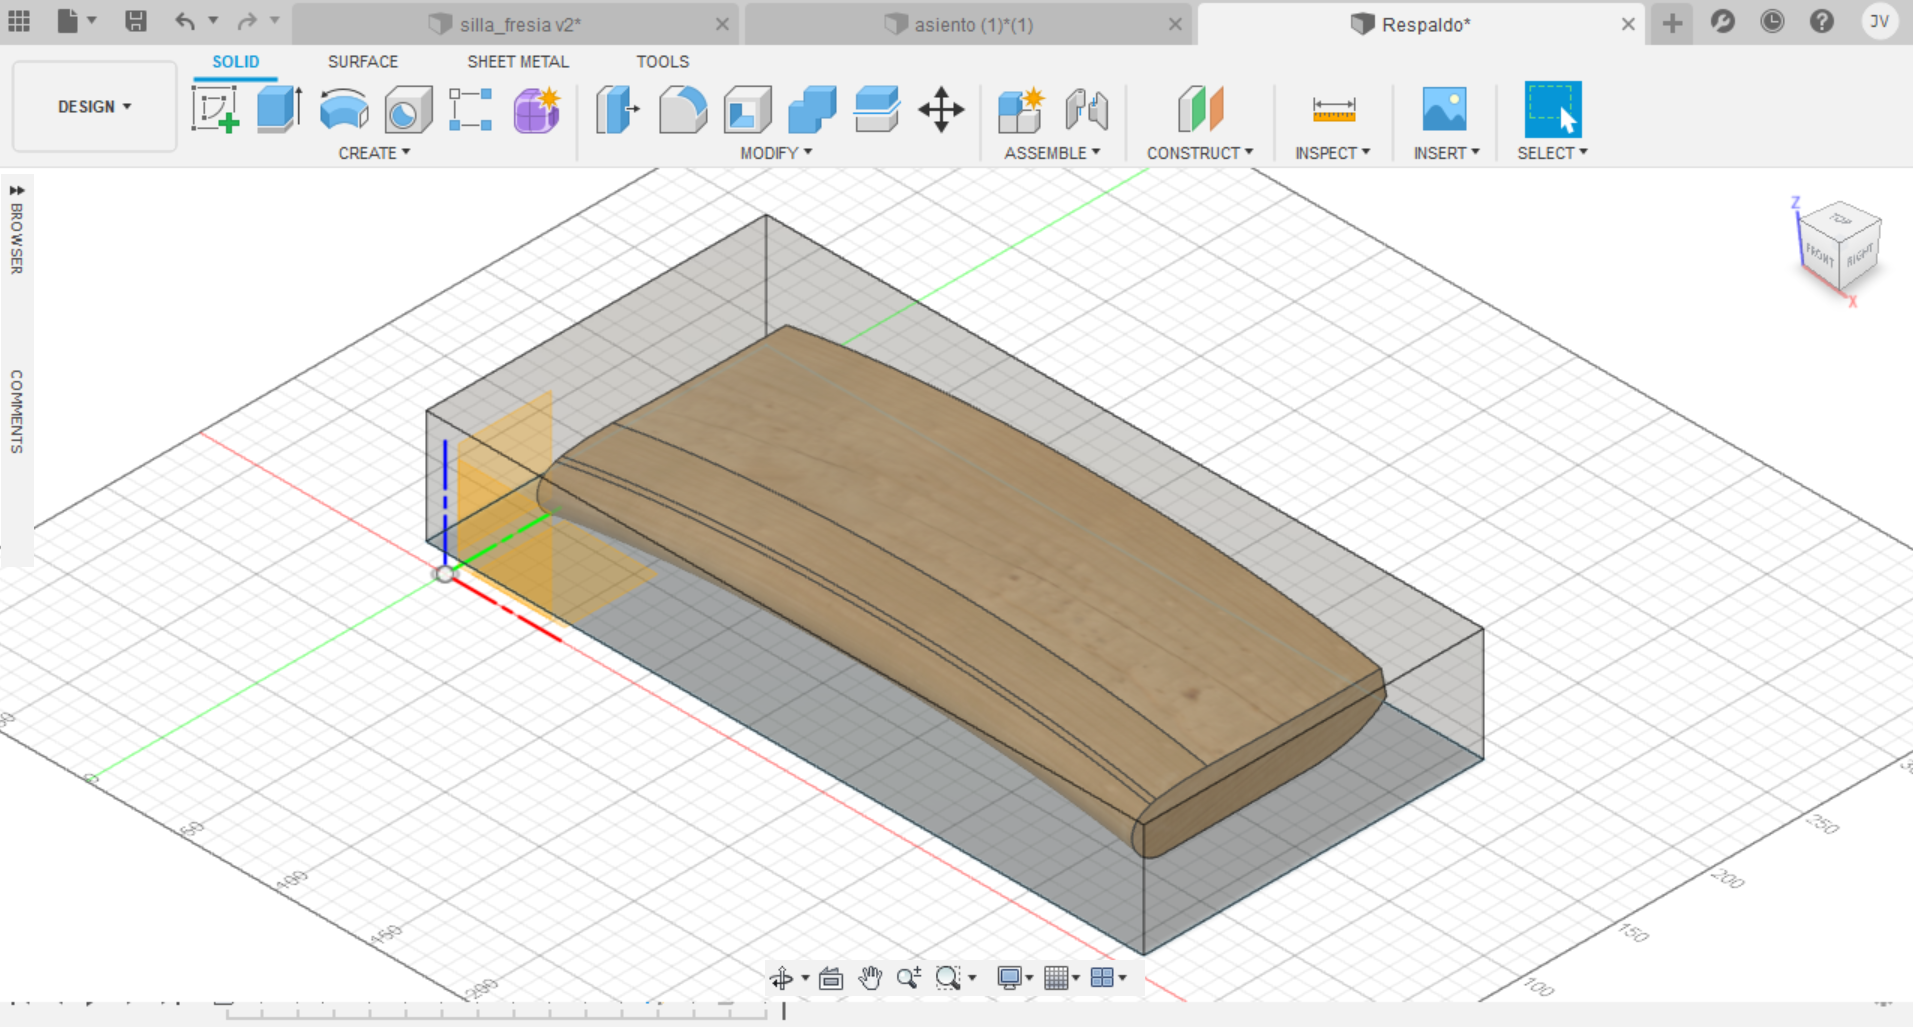 silla_fresia v2*
asiento (1)*(1)
Respaldo*
JV
SOLID
SURFACE
SHEET METAL
TOOLS
DESIGN
CREATE
MODIFY
ASSEMBLE
CONSTRUCT
INSPECT
INSERT
SELECT
BROWSER
COMMENTS
Z
TOP
FRONT
RIGHT
X
0
50
100
150
200
250
200
150
100